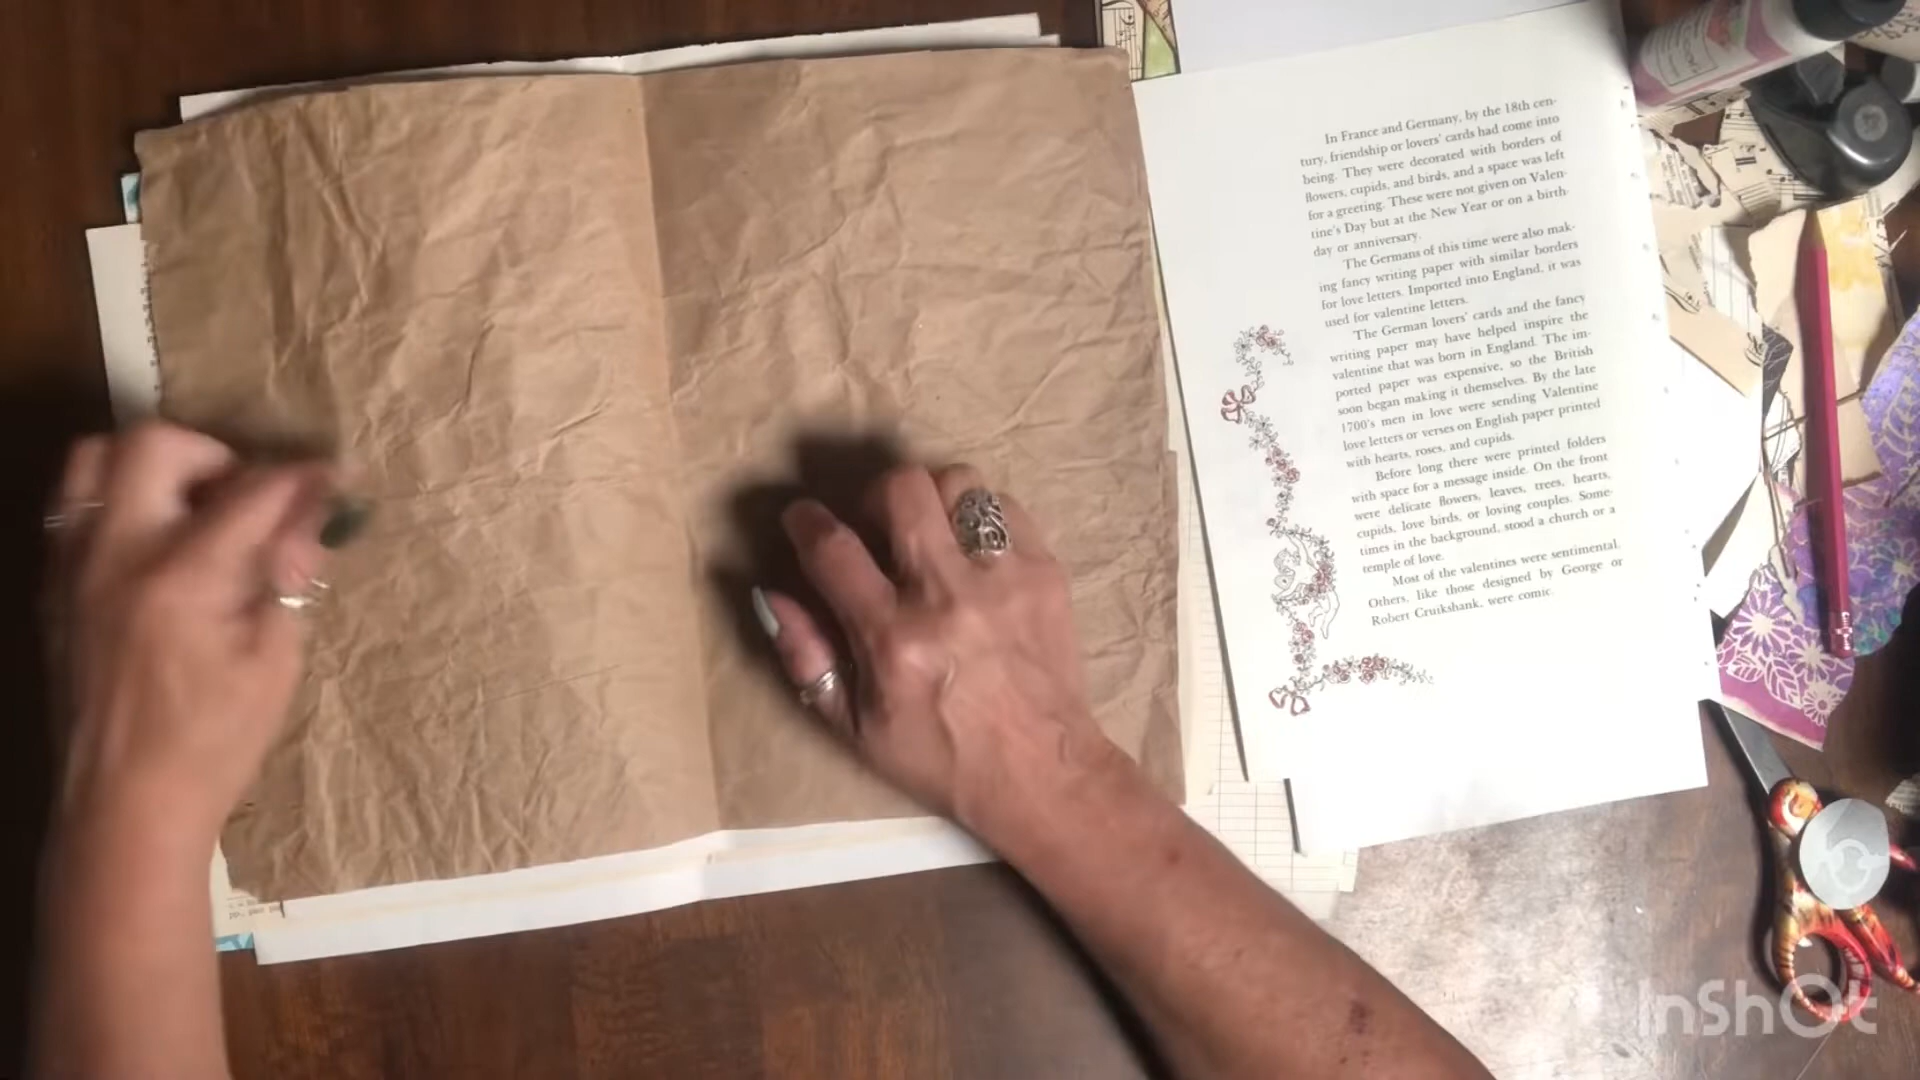 In France and Germany, by the 18th cen-
tury, friendship or lovers' cards had come into
being. They were decorated with borders of
flowers, cupids, and birds, and a space was left
for a greeting. These were not given on Valen-
tine's Day but at the New Year or on a birth-
day or anniversary.
The Germans of this time were also mak-
ing fancy writing paper with similar borders
for love letters. Imported into England, it was
used for valentine letters.
The German lovers' cards and the fancy
writing paper may have helped inspire the
valentine that was born in England. The im-
ported paper was expensive, so the British
soon began making it themselves. By the late
1700's men in love were sending Valentine
love letters or verses on English paper printed
with hearts, roses, and cupids.
Before long there were printed folders
with space for a message inside. On the front
were delicate flowers, leaves, trees, hearts,
cupids, love birds, or loving couples. Some-
times in the background, stood a church or a
temple of love.
Most of the valentines were sentimental.
Others, like those designed by George or
Robert Cruikshank, were comic.
InShOt